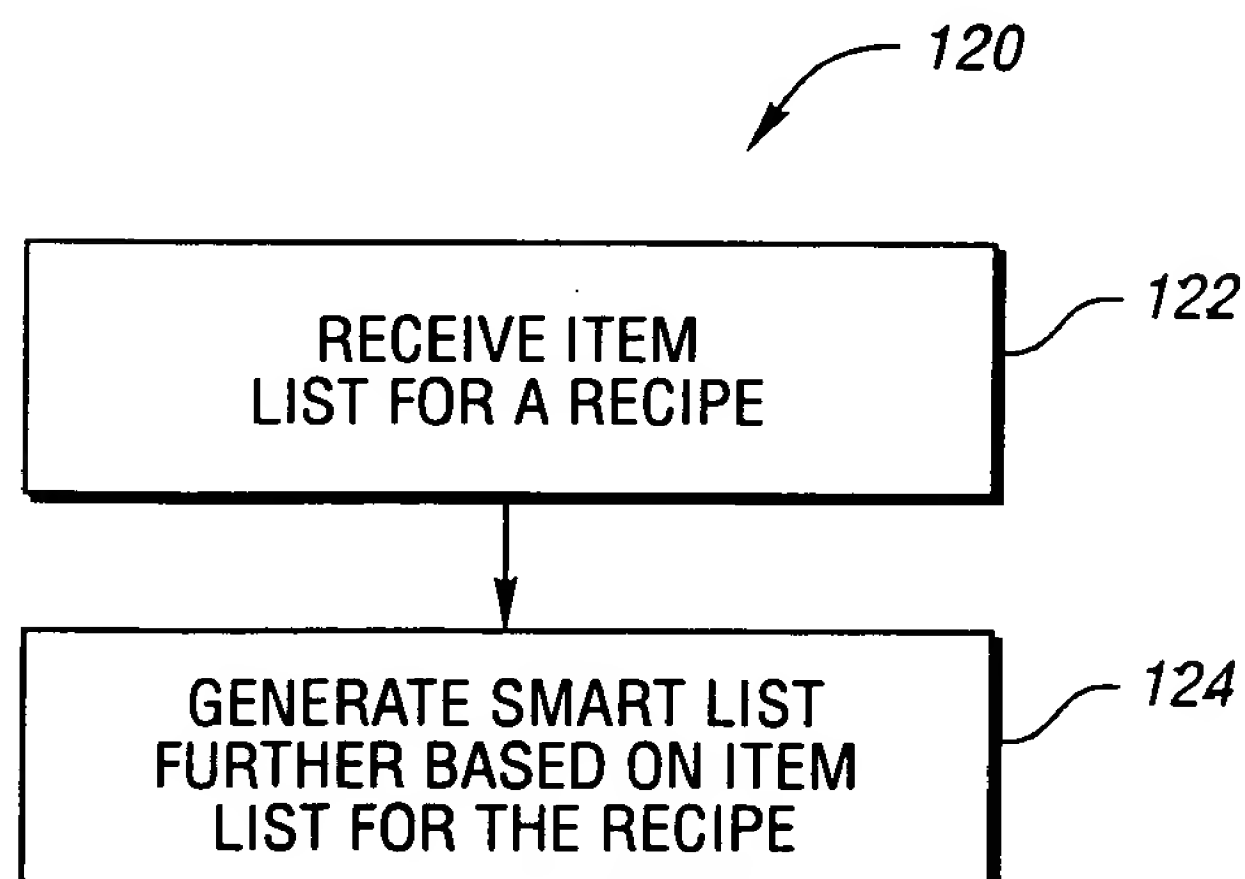 120
RECEIVE ITEM
LIST FOR A RECIPE
122
GENERATE SMART LIST
FURTHER BASED ON ITEM
LIST FOR THE RECIPE
124